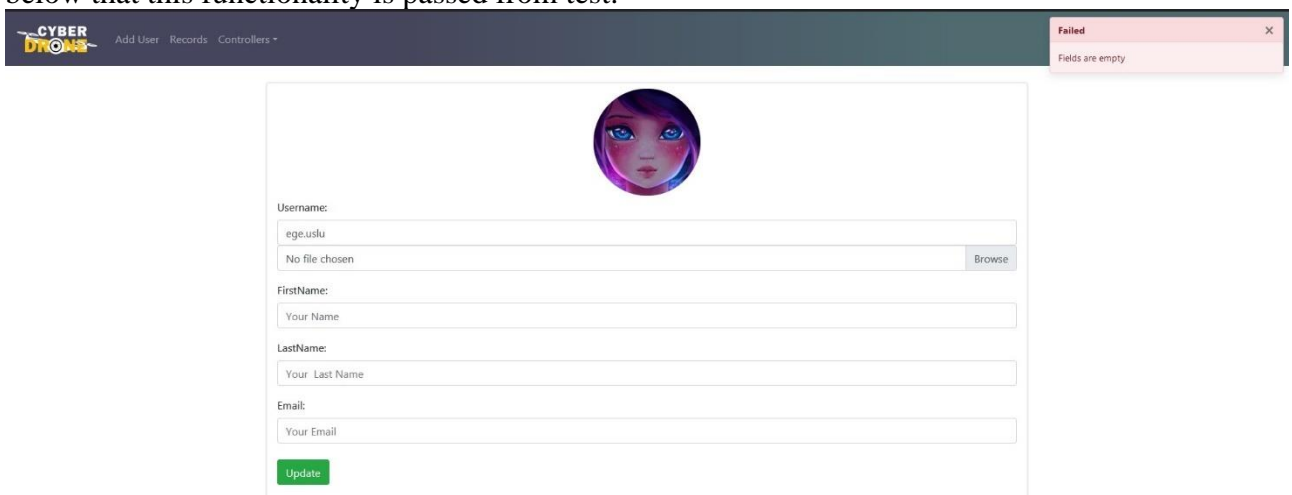 below that this functionality is passed from test.
CYBER
DRONE
Add User Records Controllers
Failed ×
Fields are empty
Username:
ege.uslu
No file chosen Browse
FirstName:
Your Name
LastName:
Your Last Name
Email:
Your Email
Update